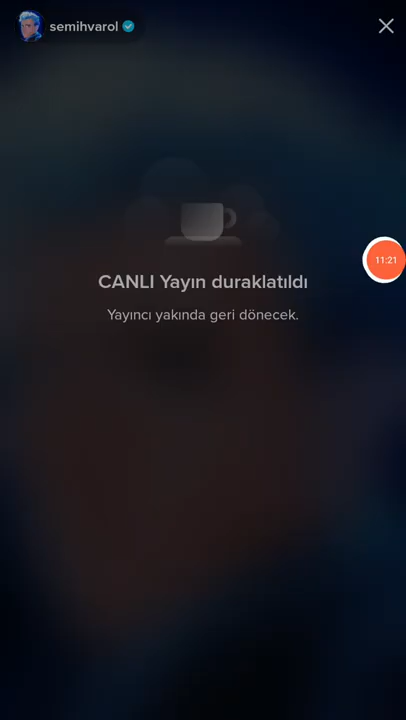 semihvarol
11:21
CANLI Yayın duraklatıldı
Yayıncı yakında geri dönecek.